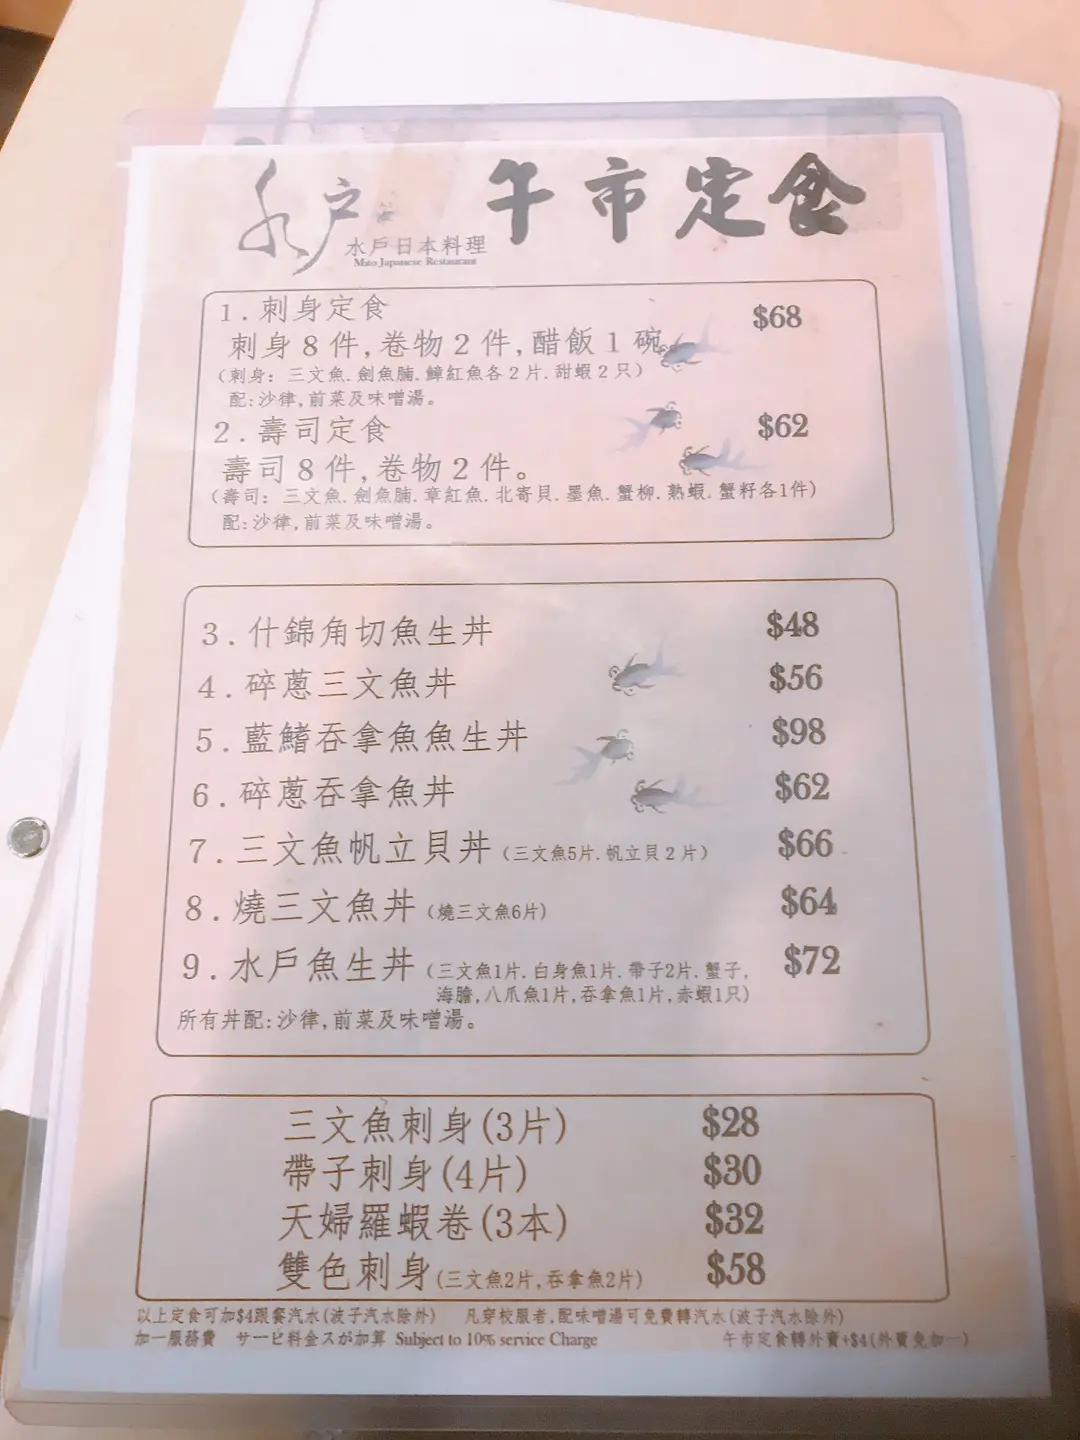 水戶 午市定食
水戶日本料理
Mito Japanese Restaurant
1.刺身定食 $68
刺身8件,卷物2件,醋飯1碗
(刺身: 三文魚.劍魚腩.鱆紅魚各2片.甜蝦2只)
配:沙律,前菜及味噌湯。
2.壽司定食 $62
壽司8件,卷物2件。
(壽司: 三文魚.劍魚腩.章紅魚.北寄貝.墨魚.蟹柳.熟蝦.蟹籽各1件)
配:沙律,前菜及味噌湯。
3.什錦角切魚生丼 $48
4.碎蔥三文魚丼 $56
5.藍鰭吞拿魚魚生丼 $98
6.碎蔥吞拿魚丼 $62
7.三文魚帆立貝丼(三文魚5片.帆立貝2片) $66
8.燒三文魚丼(燒三文魚6片) $64
9.水戶魚生丼(三文魚1片.白身魚1片.帶子2片.蟹子, $72
海膽,八爪魚1片,吞拿魚1片,赤蝦1只)
所有丼配:沙律,前菜及味噌湯。
三文魚刺身(3片) $28
帶子刺身(4片) $30
天婦羅蝦卷(3本) $32
雙色刺身(三文魚2片,吞拿魚2片) $58
以上定食可加$4跟餐汽水(波子汽水除外) 凡穿校服者,配味噌湯可免費轉汽水(波子汽水除外)
加一服務費 サービ料金スが加算 Subject to 10% service Charge 午市定食轉外賣+$4(外賣免加一)